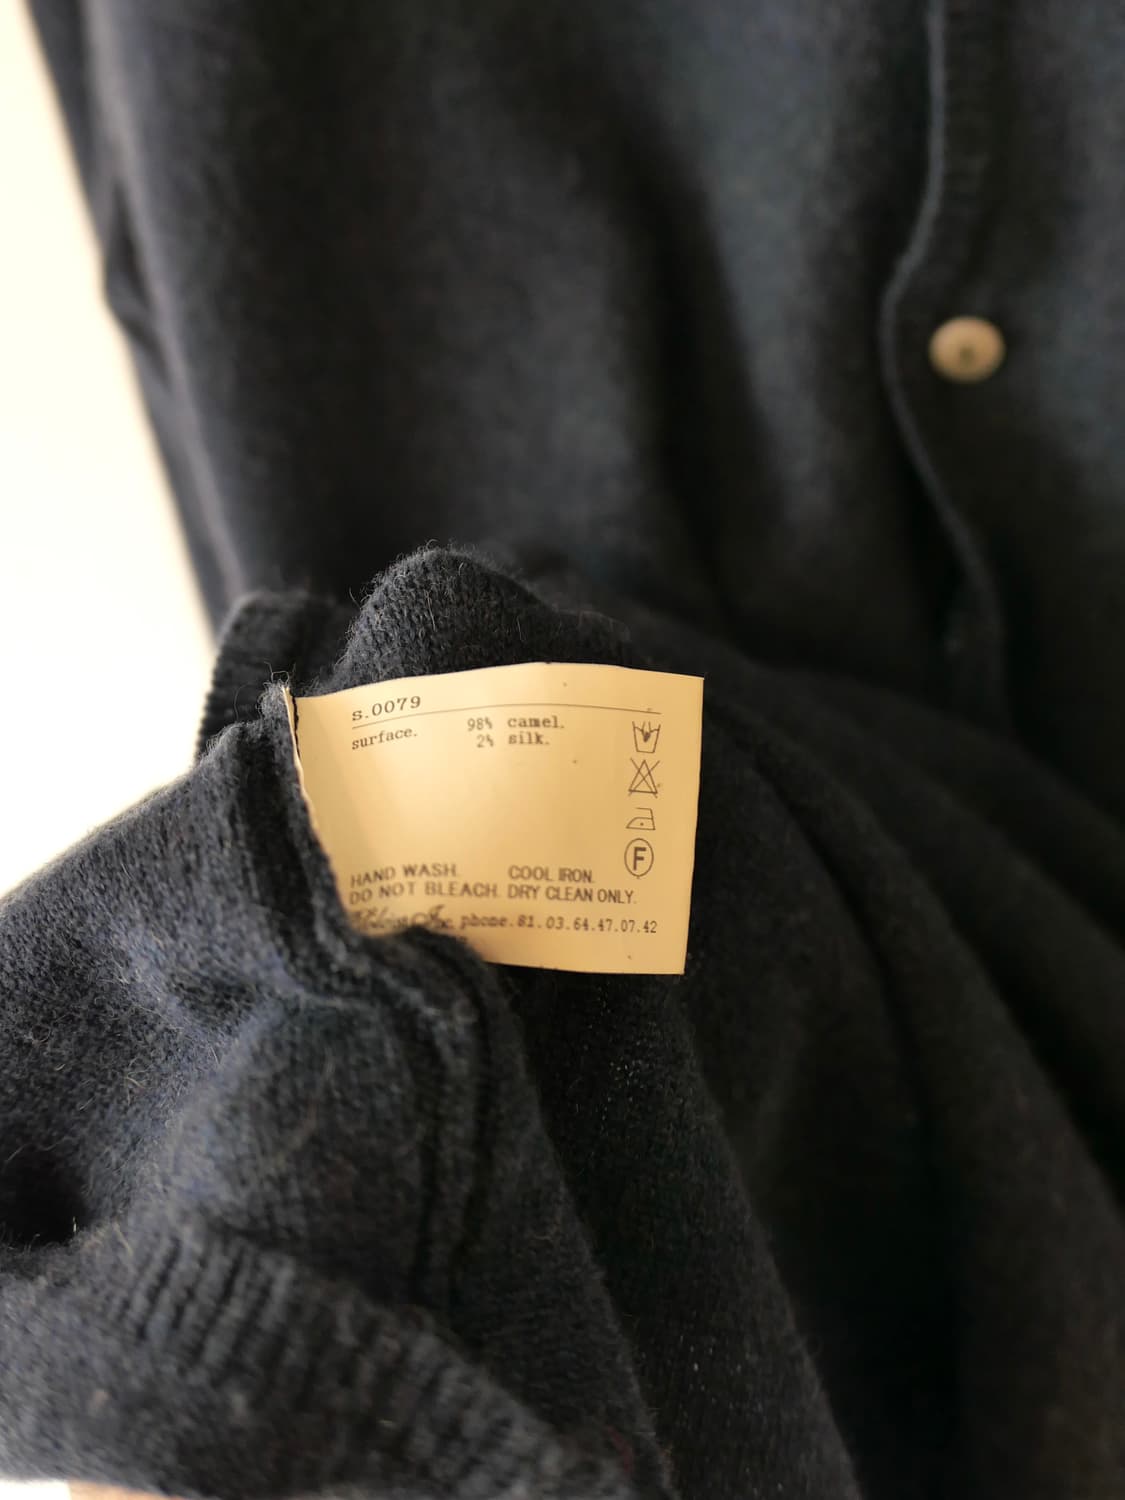 s.0079
surface. 98% camel.
2% silk.
F
HAND WASH. COOL IRON.
DO NOT BLEACH. DRY CLEAN ONLY.
Inc. phone.81.03.64.47.07.42